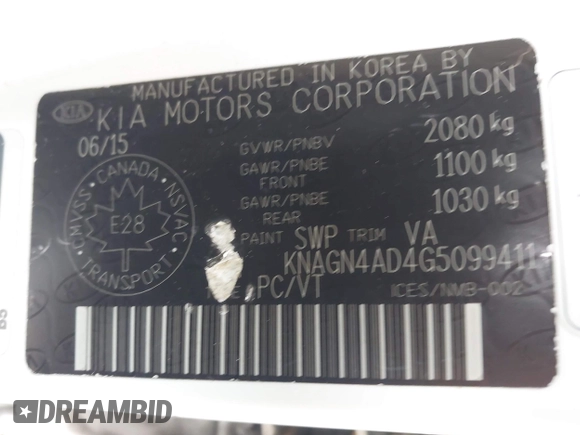 MANUFACTURED IN KOREA BY
KIA KIA MOTORS CORPORATION
06/15
GVWR/PNBV 2080 kg
GAWR/PNBE FRONT 1100 kg
GAWR/PNBE REAR 1030 kg
PAINT SWP TRIM VA
CANADA
CMVSS NSVAC
E28
TRANSPORT
KNAGN4AD4G5099411
PC/VT ICES/NMB-002
DREAMBID